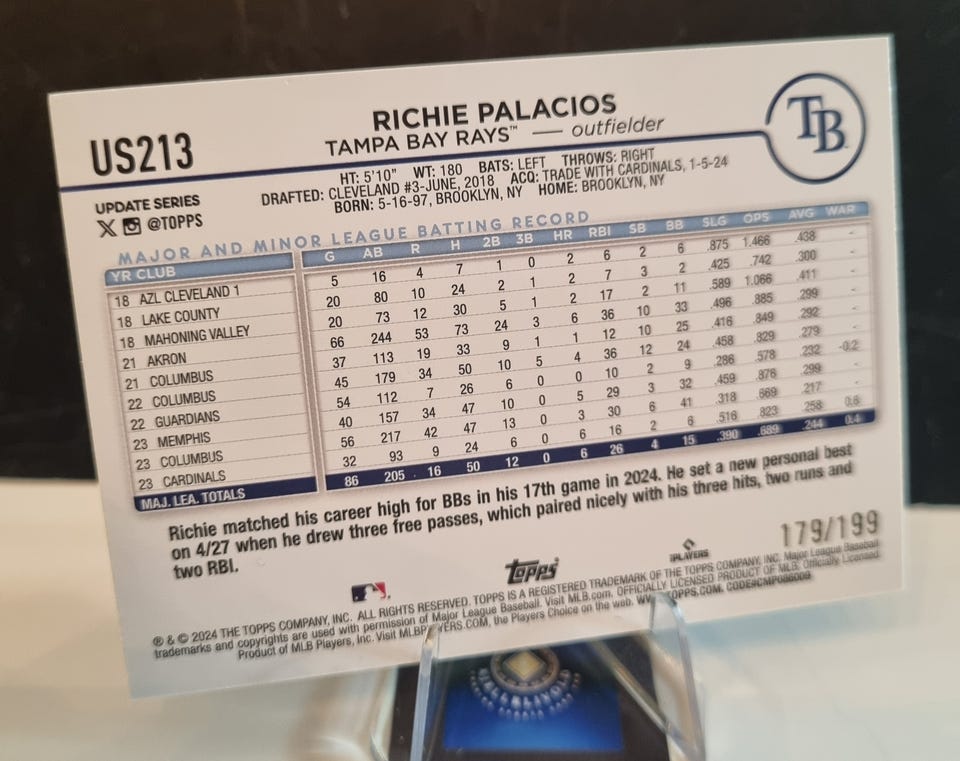 RICHIE PALACIOS
US213
TAMPA BAY RAYS™ — outfielder
TB
HT: 5'10" WT: 180 BATS: LEFT THROWS: RIGHT
UPDATE SERIES
DRAFTED: CLEVELAND #3-JUNE, 2018 ACQ: TRADE WITH CARDINALS, 1-5-24
X @TOPPS
BORN: 5-16-97, BROOKLYN, NY HOME: BROOKLYN, NY
MAJOR AND MINOR LEAGUE BATTING RECORD
YR CLUB G AB R H 2B 3B HR RBI SB BB SLG OPS AVG WAR
18 AZL CLEVELAND 1 5 16 4 7 1 0 2 6 2 6 .875 1.466 .438 -
18 LAKE COUNTY 20 80 10 24 2 1 2 7 3 2 .425 .742 .300 -
18 MAHONING VALLEY 20 73 12 30 5 1 2 17 2 11 .589 1.066 .411 -
21 AKRON 66 244 53 73 24 3 6 36 10 33 .496 .885 .299 -
21 COLUMBUS 37 113 19 33 9 1 1 12 10 25 .416 .849 .292 -
22 COLUMBUS 45 179 34 50 10 5 4 36 12 24 .458 .829 .279 -
22 GUARDIANS 54 112 7 26 6 0 0 10 2 9 .286 .578 .232 -0.2
23 MEMPHIS 40 157 34 47 10 0 5 29 3 32 .459 .876 .299 -
23 COLUMBUS 56 217 42 47 13 0 3 30 6 41 .318 .669 .217 -
23 CARDINALS 32 93 9 24 6 0 6 16 2 6 .516 .823 .258 0.6
MAJ. LEA. TOTALS 86 205 16 50 12 0 6 26 4 15 .390 .689 .244 0.4
Richie matched his career high for BBs in his 17th game in 2024. He set a new personal best
on 4/27 when he drew three free passes, which paired nicely with his three hits, two runs and
two RBI.
179/199
topps
PLAYERS
® & © 2024 THE TOPPS COMPANY, INC. ALL RIGHTS RESERVED. TOPPS IS A REGISTERED TRADEMARK OF THE TOPPS COMPANY, INC. Major League Baseball
trademarks and copyrights are used with permission of Major League Baseball. Visit MLB.com. OFFICIALLY LICENSED PRODUCT OF MLB. Officially Licensed
Product of MLB Players, Inc. Visit MLBPLAYERS.COM, the Players Choice on the web. TOPPS.COM.